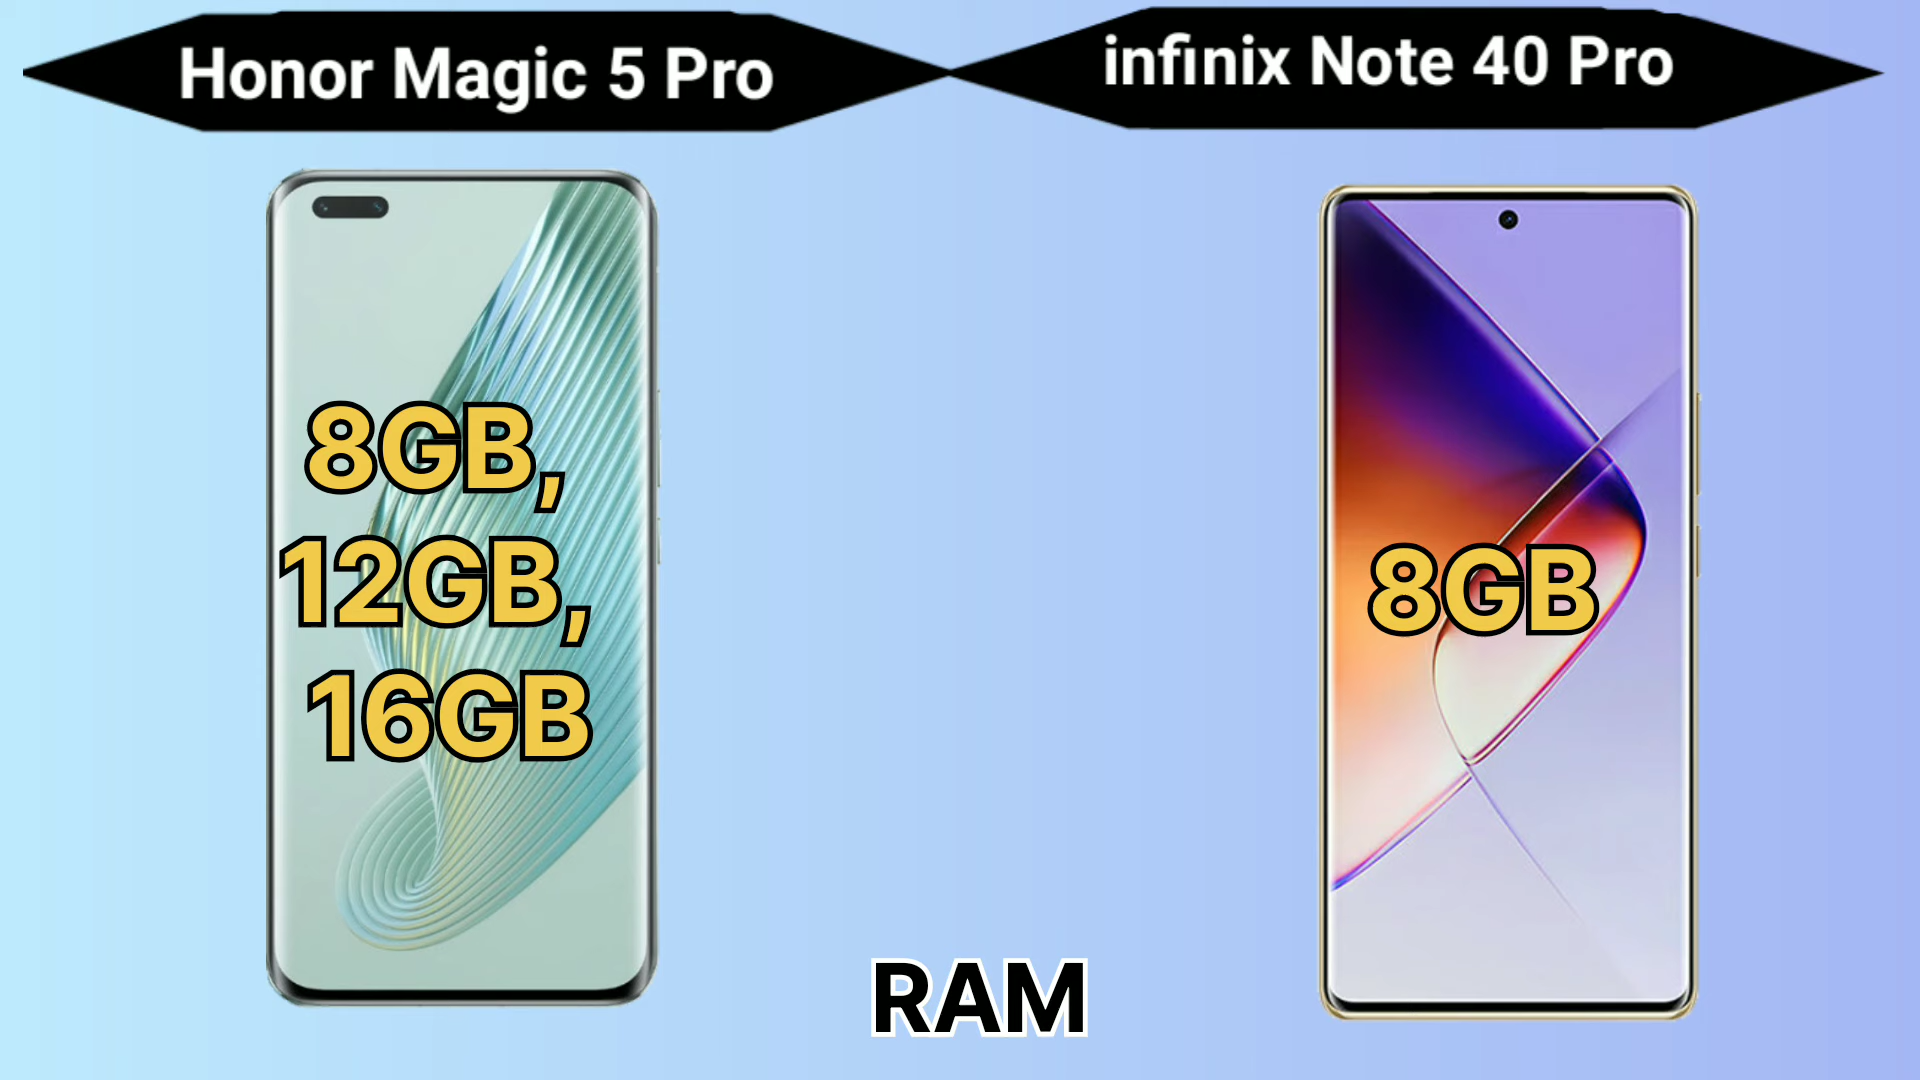 Honor Magic 5 Pro
infinix Note 40 Pro
8GB,
12GB,
16GB
8GB
RAM